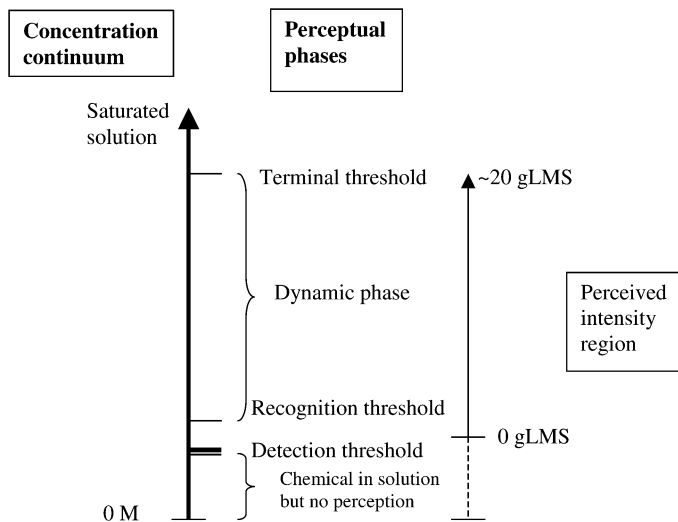 Concentration
continuum
Perceptual
phases
Saturated
solution
Terminal threshold
~20 gLMS
Dynamic phase
Perceived
intensity
region
Recognition threshold
0 gLMS
Detection threshold
Chemical in solution
but no perception
0 M